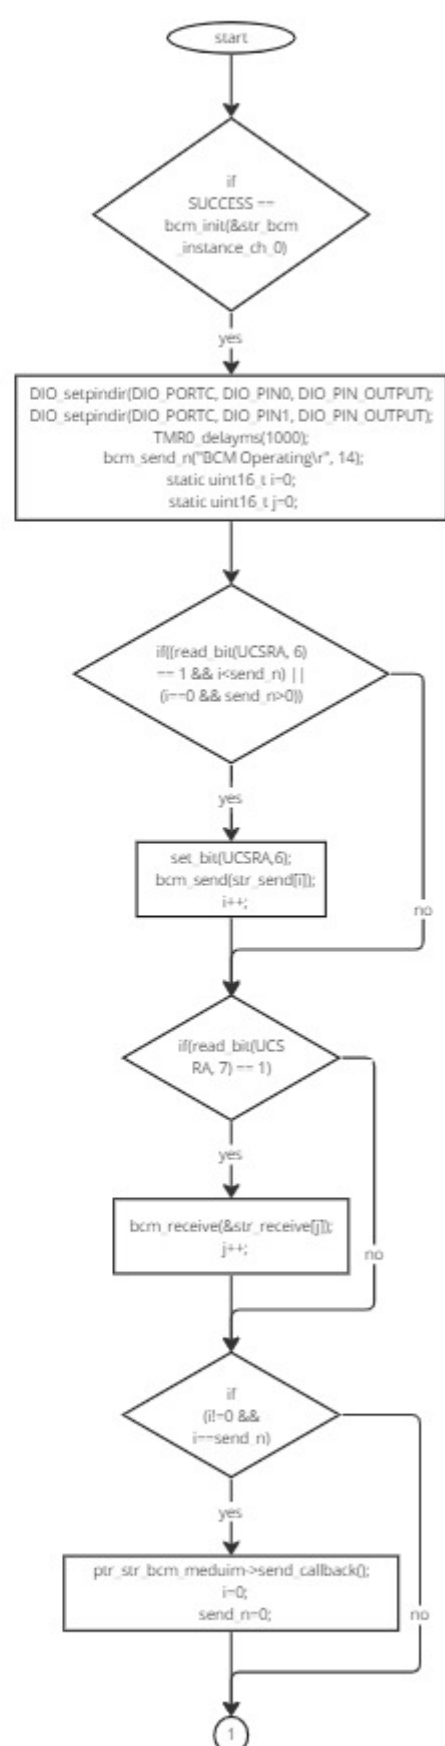 start
if
SUCCESS ==
bcm_init(&str_bcm
_instance_ch_0)
yes
DIO_setpindir(DIO_PORTC, DIO_PIN0, DIO_PIN_OUTPUT);
DIO_setpindir(DIO_PORTC, DIO_PIN1, DIO_PIN_OUTPUT);
TMR0_delayms(1000);
bcm_send_n("BCM Operating\r", 14);
static uint16_t i=0;
static uint16_t j=0;
if((read_bit(UCSRA, 6)
== 1 && i<send_n) ||
(i==0 && send_n>0))
yes
set_bit(UCSRA,6);
bcm_send(str_send[i]);
i++;
no
if(read_bit(UCS
RA, 7) == 1)
yes
bcm_receive(&str_receive[j]);
j++;
no
if
(i!=0 &&
i==send_n)
yes
ptr_str_bcm_meduim->send_callback();
i=0;
send_n=0;
no
1